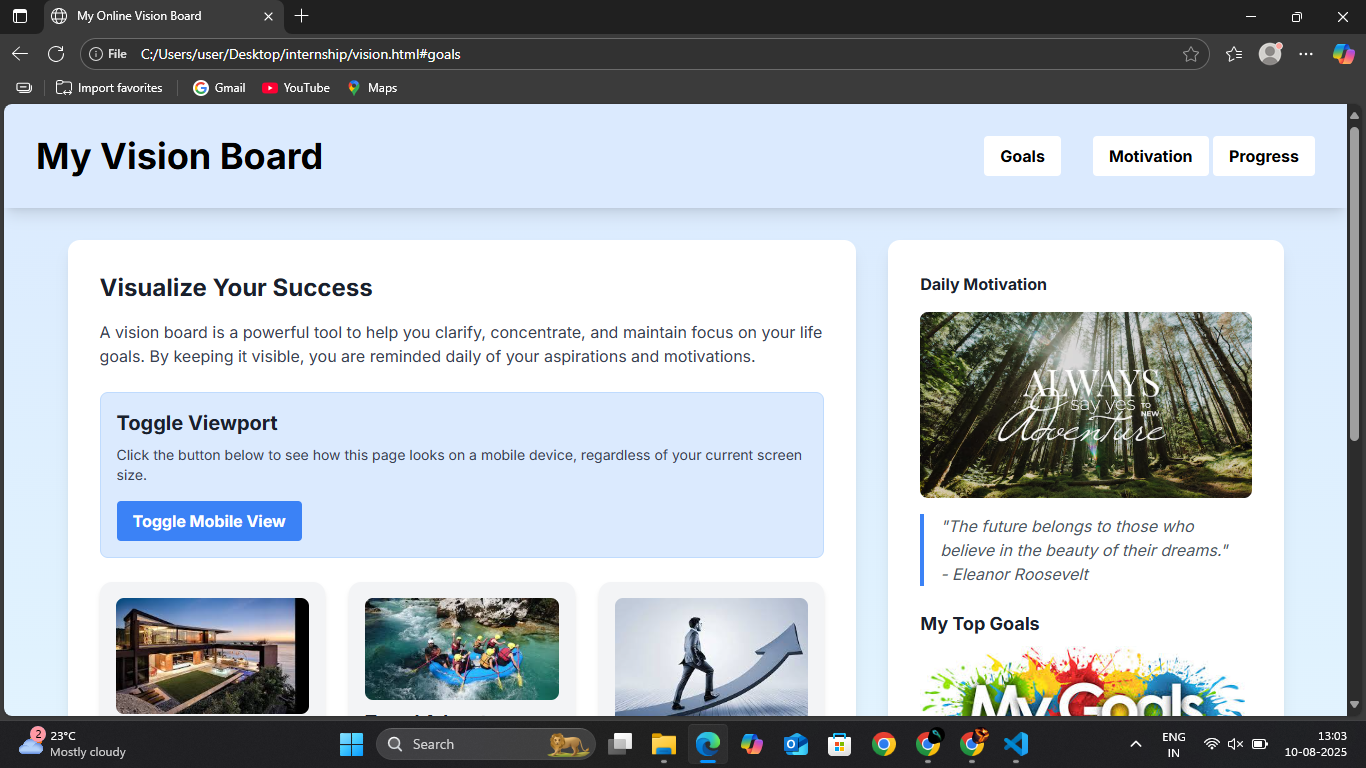 My Online Vision Board
File
C:/Users/user/Desktop/internship/vision.html#goals
Import favorites
Gmail
YouTube
Maps
My Vision Board
Goals
Motivation
Progress
Visualize Your Success
A vision board is a powerful tool to help you clarify, concentrate, and maintain focus on your life
goals. By keeping it visible, you are reminded daily of your aspirations and motivations.
Toggle Viewport
Click the button below to see how this page looks on a mobile device, regardless of your current screen
size.
Toggle Mobile View
Daily Motivation
ALWAYS
say yes TO NEW
Adventure
"The future belongs to those who
believe in the beauty of their dreams."
- Eleanor Roosevelt
My Top Goals
My Goals
2
23°C
Mostly cloudy
Search
ENG
IN
13:03
10-08-2025